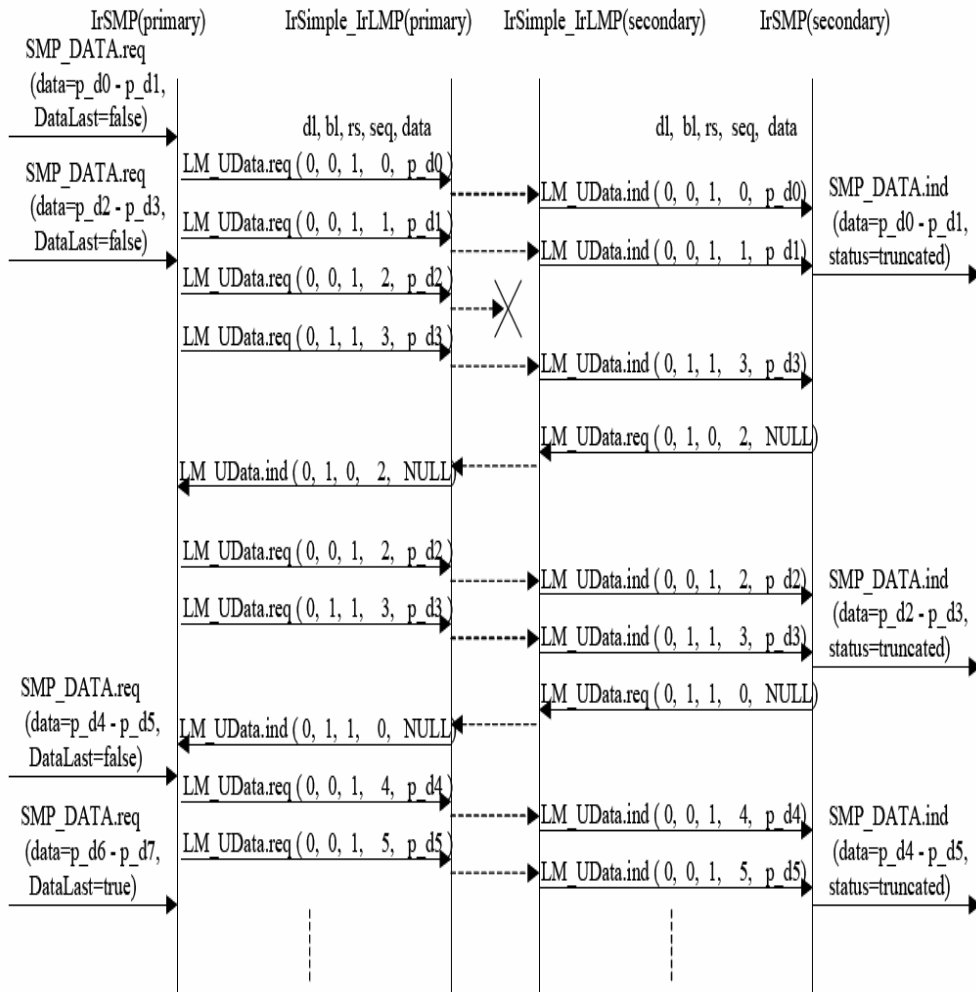 IrSMP(primary) IrSimple_IrLMP(primary) IrSimple_IrLMP(secondary) IrSMP(secondary)
SMP_DATA.req
(data=p_d0 - p_d1,
DataLast=false)
dl, bl, rs, seq, data
dl, bl, rs, seq, data
LM_UData.req ( 0, 0, 1, 0, p_d0)
SMP_DATA.req
(data=p_d2 - p_d3,
DataLast=false)
LM_UData.ind ( 0, 0, 1, 0, p_d0)
SMP_DATA.ind
(data=p_d0 - p_d1,
status=truncated)
LM_UData.req ( 0, 0, 1, 1, p_d1)
LM_UData.ind ( 0, 0, 1, 1, p_d1)
LM_UData.req ( 0, 0, 1, 2, p_d2)
LM_UData.req ( 0, 1, 1, 3, p_d3)
LM_UData.ind ( 0, 1, 1, 3, p_d3)
LM_UData.req ( 0, 1, 0, 2, NULL)
LM_UData.ind ( 0, 1, 0, 2, NULL)
LM_UData.req ( 0, 0, 1, 2, p_d2)
LM_UData.ind ( 0, 0, 1, 2, p_d2)
SMP_DATA.ind
(data=p_d2 - p_d3,
status=truncated)
LM_UData.req ( 0, 1, 1, 3, p_d3)
LM_UData.ind ( 0, 1, 1, 3, p_d3)
SMP_DATA.req
(data=p_d4 - p_d5,
DataLast=false)
LM_UData.req ( 0, 1, 1, 0, NULL)
LM_UData.ind ( 0, 1, 1, 0, NULL)
LM_UData.req ( 0, 0, 1, 4, p_d4)
LM_UData.ind ( 0, 0, 1, 4, p_d4)
SMP_DATA.req
(data=p_d6 - p_d7,
DataLast=true)
SMP_DATA.ind
(data=p_d4 - p_d5,
status=truncated)
LM_UData.req ( 0, 0, 1, 5, p_d5)
LM_UData.ind ( 0, 0, 1, 5, p_d5)